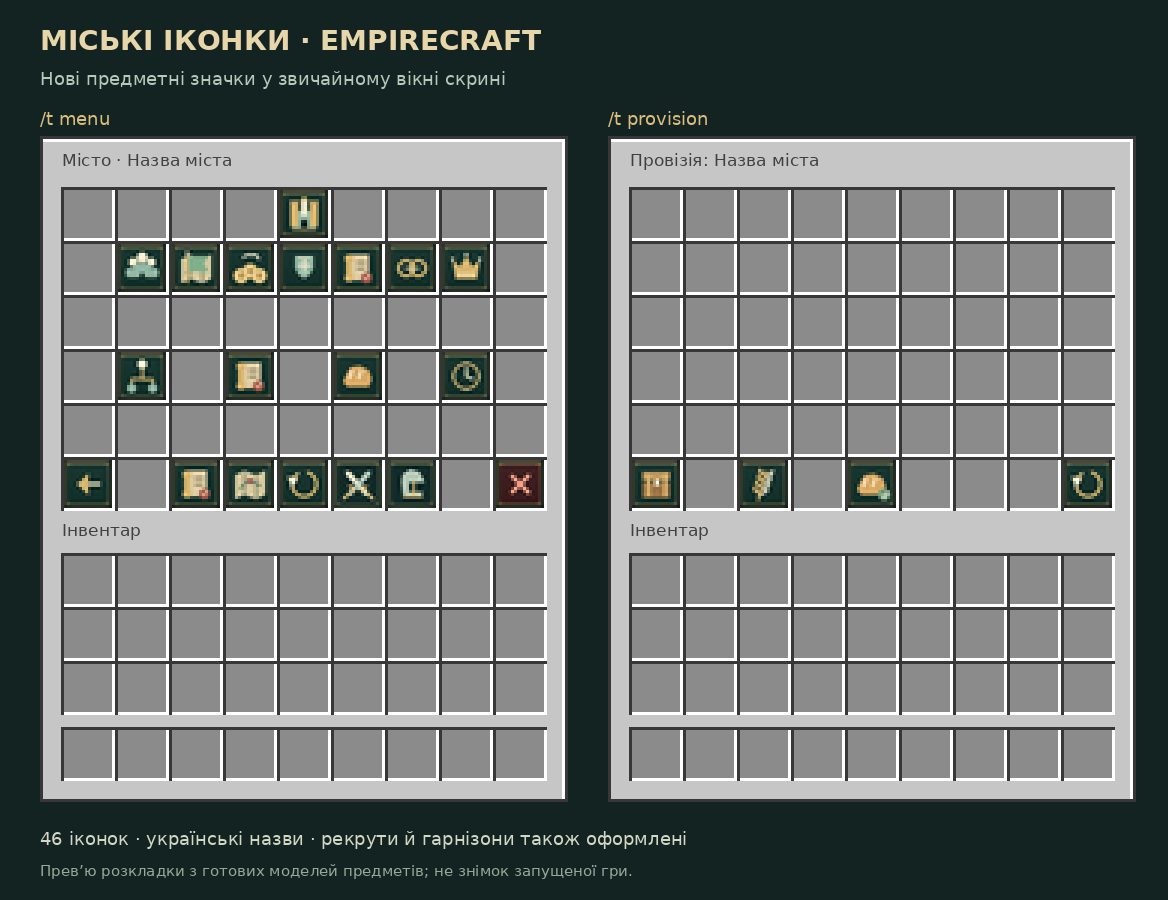 МІСЬКІ ІКОНКИ · EMPIRECRAFT
Нові предметні значки у звичайному вікні скрині
/t menu
Місто · Назва міста
Інвентар
/t provision
Провізія: Назва міста
Інвентар
46 іконок · українські назви · рекрути й гарнізони також оформлені
Прев’ю розкладки з готових моделей предметів; не знімок запущеної гри.